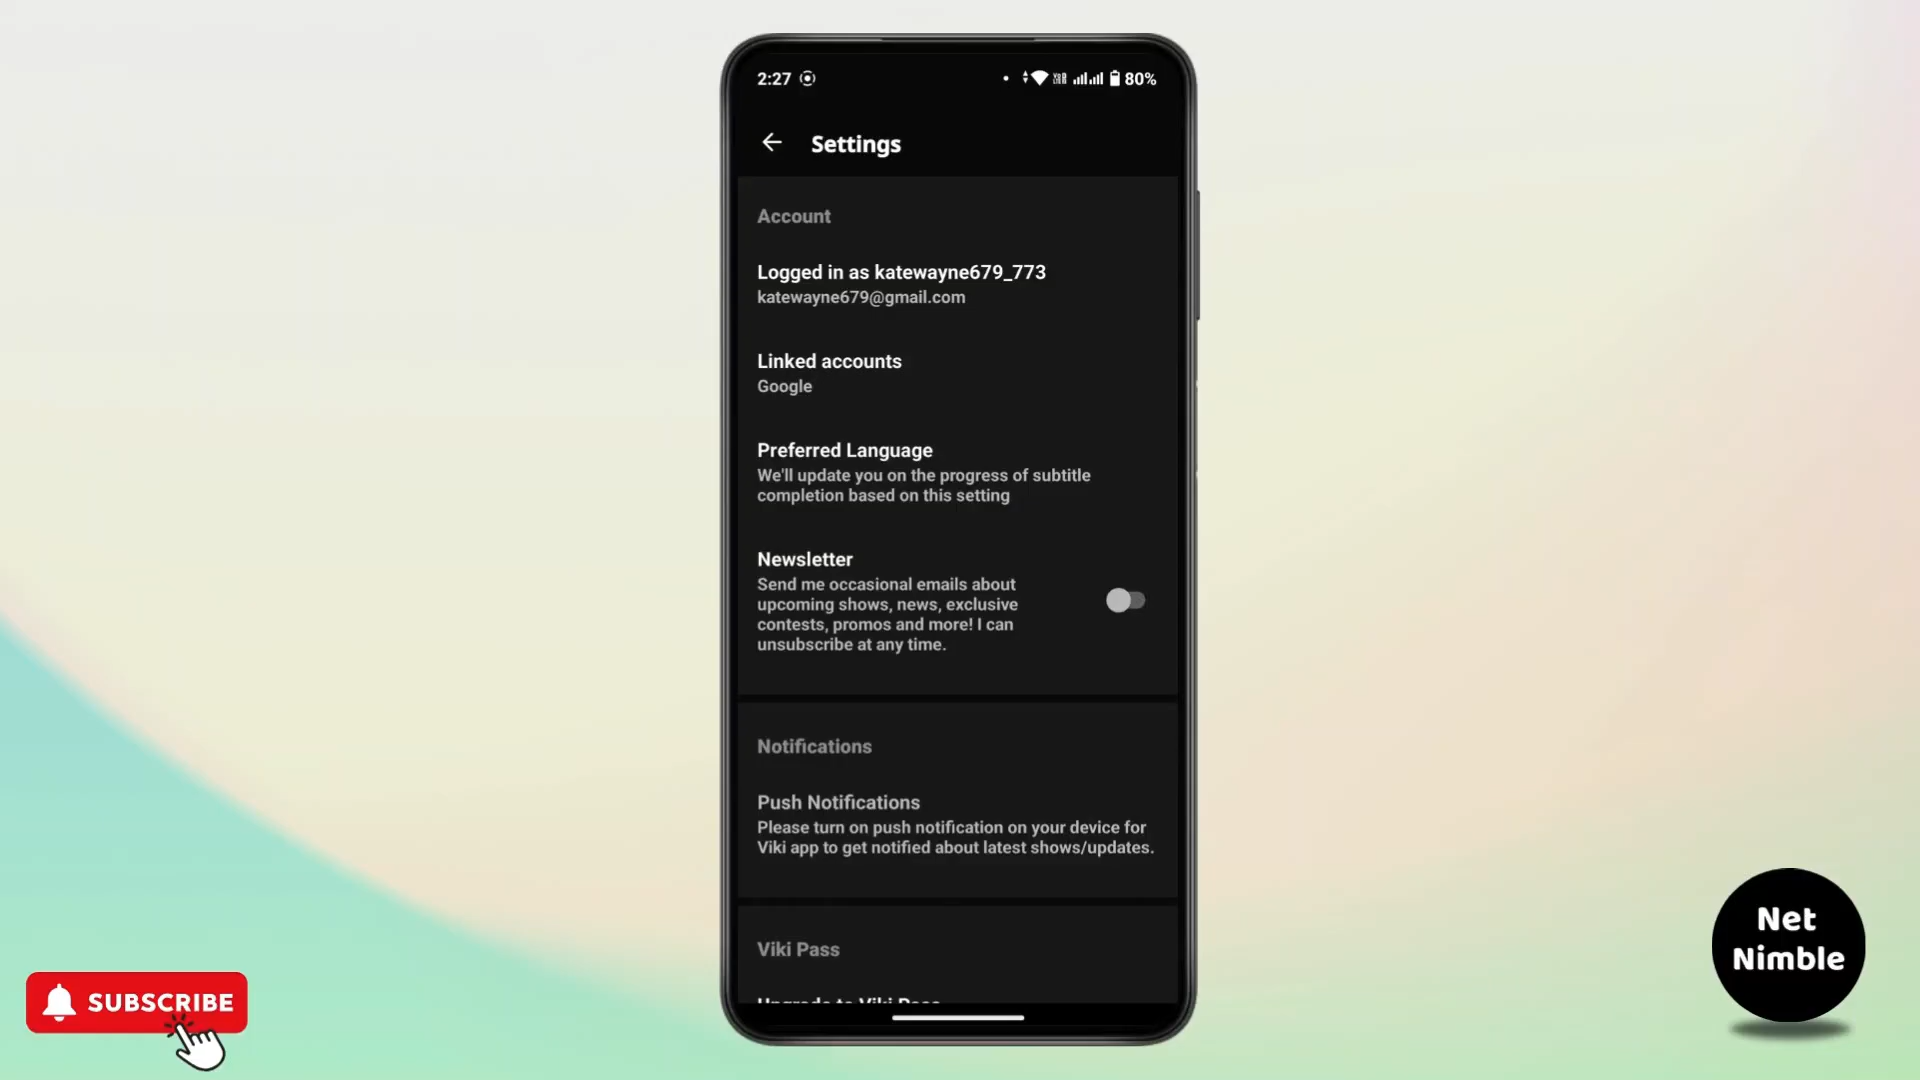 2:27
80%
Settings
Account
Logged in as katewayne679_773
katewayne679@gmail.com
Linked accounts
Google
Preferred Language
We'll update you on the progress of subtitle
completion based on this setting
Newsletter
Send me occasional emails about
upcoming shows, news, exclusive
contests, promos and more! I can
unsubscribe at any time.
Notifications
Push Notifications
Please turn on push notification on your device for
Viki app to get notified about latest shows/updates.
Viki Pass
Upgrade to Viki Pass
SUBSCRIBE
Net
Nimble